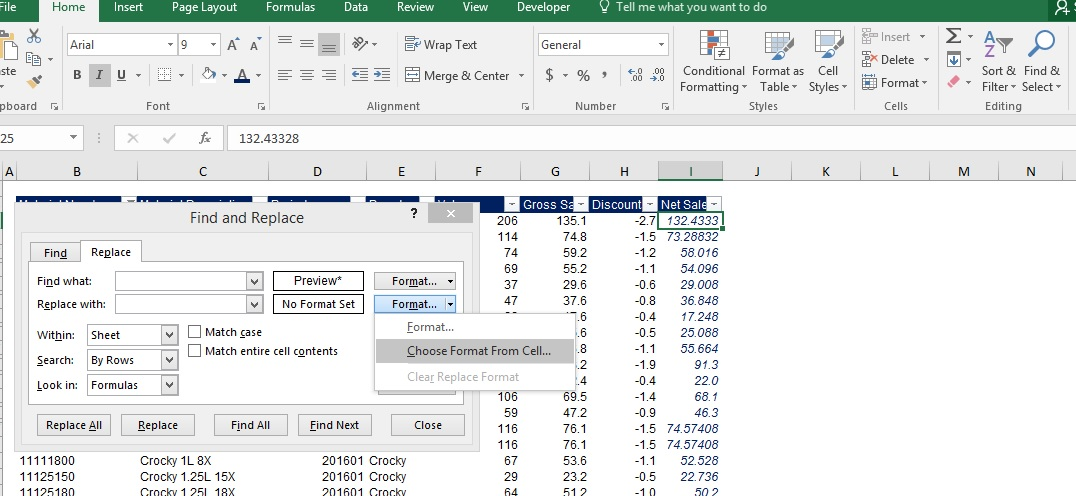 File Home Insert Page Layout Formulas Data Review View Developer Tell me what you want to do
Arial 9 A A Wrap Text General Insert
B I U A Merge & Center $ % , Delete
Conditional Formatting Format as Table Cell Styles Format Sort & Filter Find & Select
Font Alignment Number Styles Cells Editing
25 fx 132.43328
A B C D E F G H I J K L M N
Gross Sa Discount Net Sale
206 135.1 -2.7 132.4333
114 74.8 -1.5 73.28832
74 59.2 -1.2 58.016
69 55.2 -1.1 54.096
37 29.6 -0.6 29.008
47 37.6 -0.8 36.848
7.6 -0.4 17.248
.6 -0.5 25.088
.8 -1.1 55.664
.2 -1.9 91.3
.4 -0.4 22.0
106 69.5 -1.4 68.1
59 47.2 -0.9 46.3
116 76.1 -1.5 74.57408
116 76.1 -1.5 74.57408
11111800 Crocky 1L 8X 201601 Crocky 67 53.6 -1.1 52.528
11125150 Crocky 1.25L 15X 201601 Crocky 29 23.2 -0.5 22.736
11125180 Crocky 1.25L 18X 201601 Crocky 64 51.2 -1.0 50.2
Find and Replace ? ×
Find Replace
Find what: Preview* Format...
Replace with: No Format Set Format...
Format...
Choose Format From Cell...
Clear Replace Format
Within: Sheet Match case
Search: By Rows Match entire cell contents
Look in: Formulas
Replace All Replace Find All Find Next Close